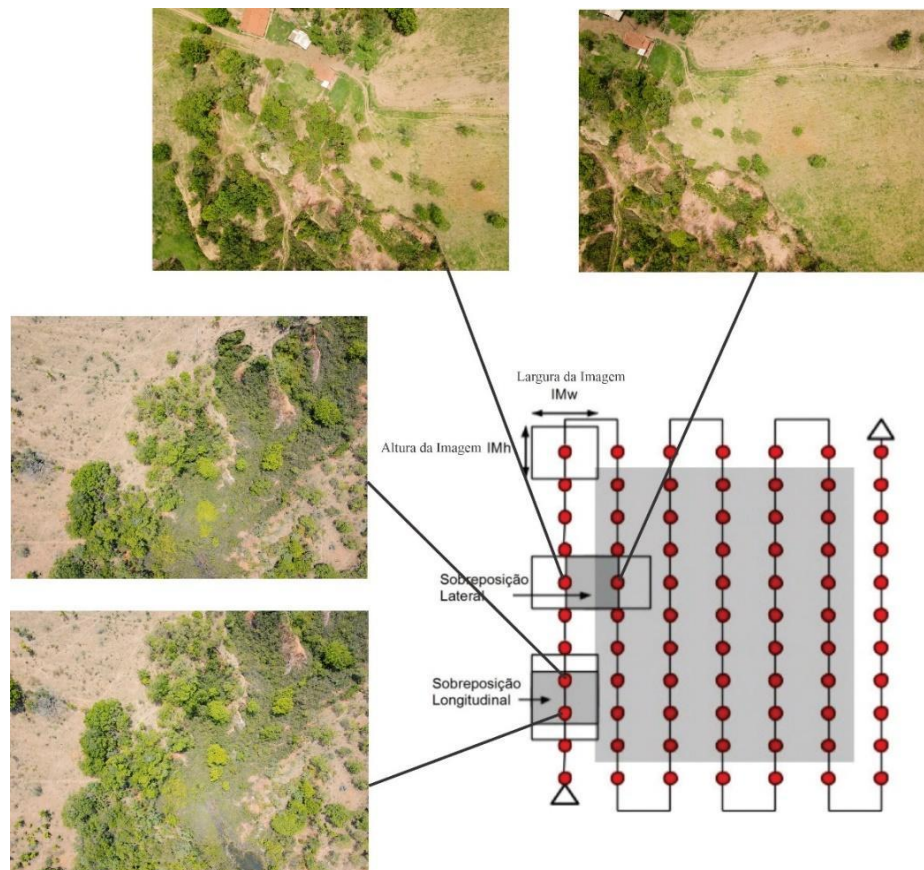 Largura da Imagem
IMw
Altura da Imagem IMh
Sobreposição
Lateral
Sobreposição
Longitudinal